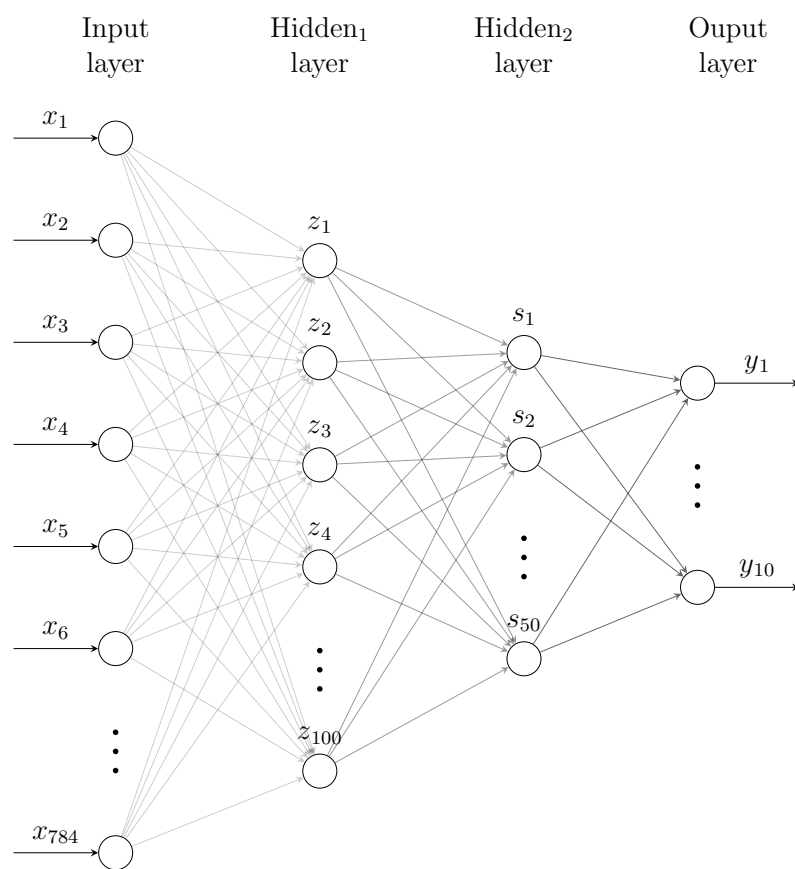 Input Hidden₁ Hidden₂ Ouput
layer layer layer layer
x₁
x₂
z₁
x₃
z₂
s₁
y₁
x₄
z₃
s₂
x₅
z₄
y₁₀
x₆
s₅₀
z₁₀₀
x₇₈₄